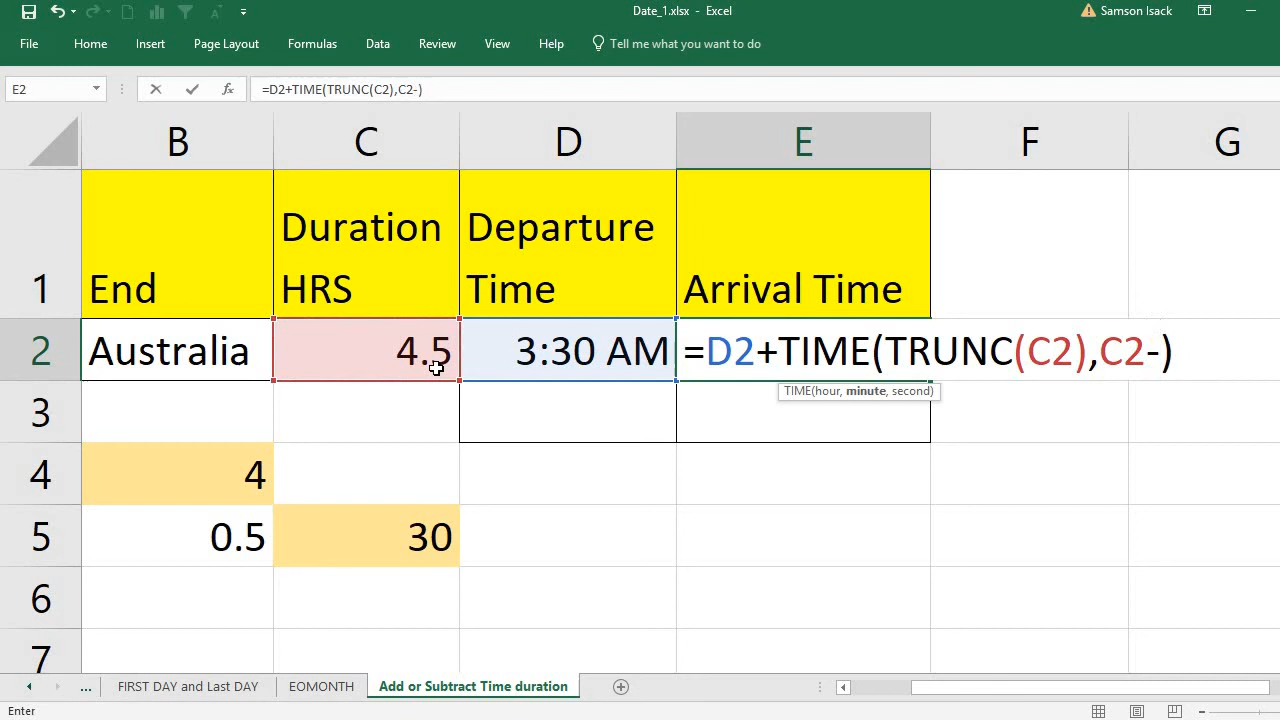 Date_1.xlsx - Excel
Samson Isack
File Home Insert Page Layout Formulas Data Review View Help Tell me what you want to do
E2 fx =D2+TIME(TRUNC(C2),C2-)
B C D E F G
Duration Departure
1 End HRS Time Arrival Time
2 Australia 4.5 3:30 AM =D2+TIME(TRUNC(C2),C2-)
TIME(hour, minute, second)
3
4 4
5 0.5 30
6
7
... FIRST DAY and Last DAY EOMONTH Add or Subtract Time duration
Enter